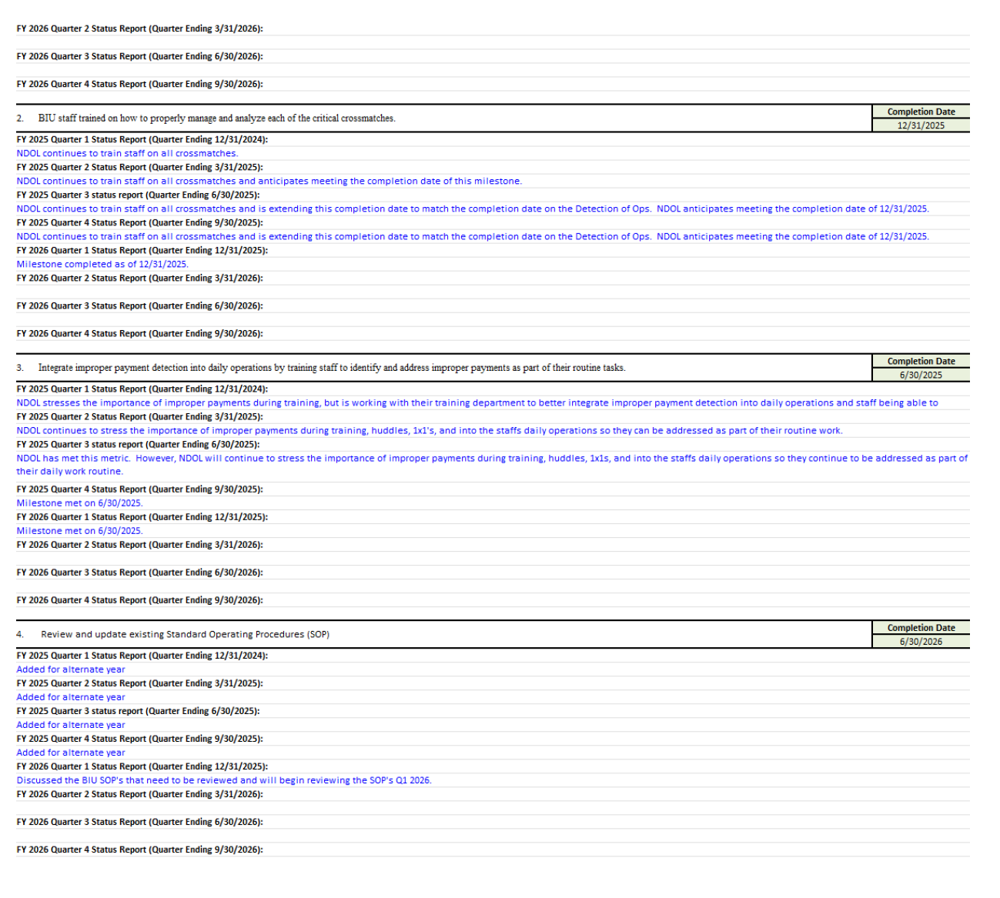 FY 2026 Quarter 2 Status Report (Quarter Ending 3/31/2026):
FY 2026 Quarter 3 Status Report (Quarter Ending 6/30/2026):
FY 2026 Quarter 4 Status Report (Quarter Ending 9/30/2026):
2. BIU staff trained on how to properly manage and analyze each of the critical crossmatches.
Completion Date
12/31/2025
FY 2025 Quarter 1 Status Report (Quarter Ending 12/31/2024):
NDOL continues to train staff on all crossmatches.
FY 2025 Quarter 2 Status Report (Quarter Ending 3/31/2025):
NDOL continues to train staff on all crossmatches and anticipates meeting the completion date of this milestone.
FY 2025 Quarter 3 status report (Quarter Ending 6/30/2025):
NDOL continues to train staff on all crossmatches and is extending this completion date to match the completion date on the Detection of Ops. NDOL anticipates meeting the completion date of 12/31/2025.
FY 2025 Quarter 4 Status Report (Quarter Ending 9/30/2025):
NDOL continues to train staff on all crossmatches and is extending this completion date to match the completion date on the Detection of Ops. NDOL anticipates meeting the completion date of 12/31/2025.
FY 2026 Quarter 1 Status Report (Quarter Ending 12/31/2025):
Milestone completed as of 12/31/2025.
FY 2026 Quarter 2 Status Report (Quarter Ending 3/31/2026):
FY 2026 Quarter 3 Status Report (Quarter Ending 6/30/2026):
FY 2026 Quarter 4 Status Report (Quarter Ending 9/30/2026):
3. Integrate improper payment detection into daily operations by training staff to identify and address improper payments as part of their routine tasks.
Completion Date
6/30/2025
FY 2025 Quarter 1 Status Report (Quarter Ending 12/31/2024):
NDOL stresses the importance of improper payments during training, but is working with their training department to better integrate improper payment detection into daily operations and staff being able to
FY 2025 Quarter 2 Status Report (Quarter Ending 3/31/2025):
NDOL continues to stress the importance of improper payments during training, huddles, 1x1's, and into the staffs daily operations so they can be addressed as part of their routine work.
FY 2025 Quarter 3 status report (Quarter Ending 6/30/2025):
NDOL has met this metric. However, NDOL will continue to stress the importance of improper payments during training, huddles, 1x1s, and into the staffs daily operations so they continue to be addressed as part of
their daily work routine.
FY 2025 Quarter 4 Status Report (Quarter Ending 9/30/2025):
Milestone met on 6/30/2025.
FY 2026 Quarter 1 Status Report (Quarter Ending 12/31/2025):
Milestone met on 6/30/2025.
FY 2026 Quarter 2 Status Report (Quarter Ending 3/31/2026):
FY 2026 Quarter 3 Status Report (Quarter Ending 6/30/2026):
FY 2026 Quarter 4 Status Report (Quarter Ending 9/30/2026):
4. Review and update existing Standard Operating Procedures (SOP)
Completion Date
6/30/2026
FY 2025 Quarter 1 Status Report (Quarter Ending 12/31/2024):
Added for alternate year
FY 2025 Quarter 2 Status Report (Quarter Ending 3/31/2025):
Added for alternate year
FY 2025 Quarter 3 status report (Quarter Ending 6/30/2025):
Added for alternate year
FY 2025 Quarter 4 Status Report (Quarter Ending 9/30/2025):
Added for alternate year
FY 2026 Quarter 1 Status Report (Quarter Ending 12/31/2025):
Discussed the BIU SOP's that need to be reviewed and will begin reviewing the SOP's Q1 2026.
FY 2026 Quarter 2 Status Report (Quarter Ending 3/31/2026):
FY 2026 Quarter 3 Status Report (Quarter Ending 6/30/2026):
FY 2026 Quarter 4 Status Report (Quarter Ending 9/30/2026):